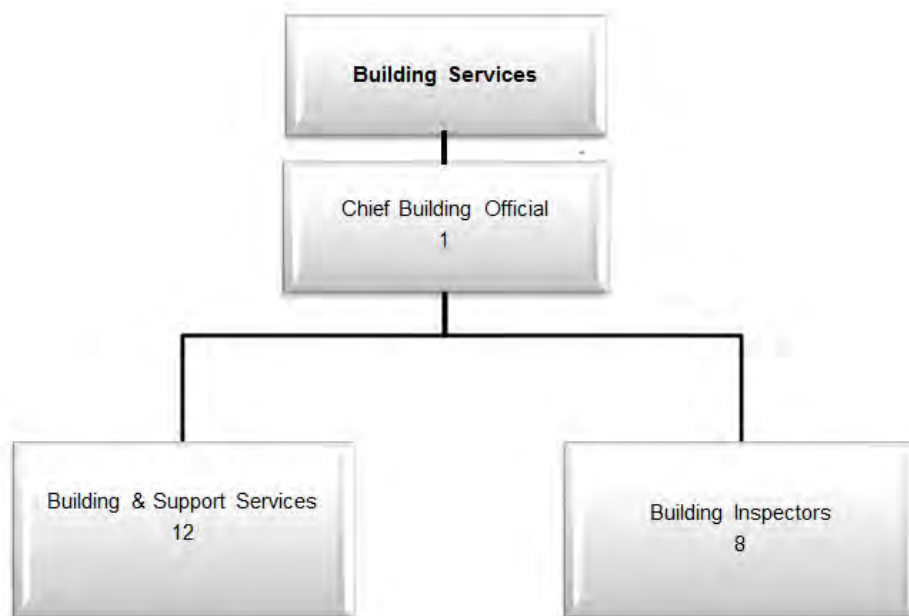 Building Services
Chief Building Official
1
Building & Support Services
12
Building Inspectors
8